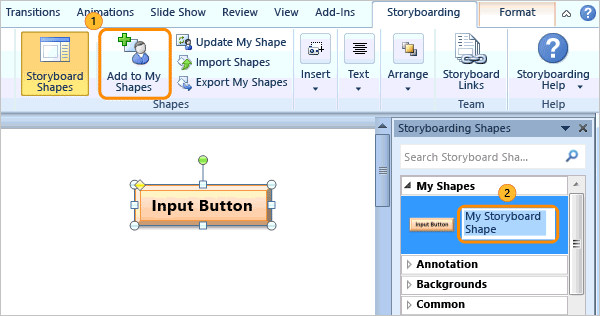 Transitions Animations Slide Show Review View Add-Ins Storyboarding Format
1
Storyboard
Shapes
Add to My
Shapes
Update My Shape
Import Shapes
Export My Shapes
Insert
Text
Arrange
Storyboard
Links
Storyboarding
Help
Shapes
Team
Help
Storyboarding Shapes
Search Storyboard Sha...
My Shapes
2
Input Button
My Storyboard
Shape
Input Button
Annotation
Backgrounds
Common